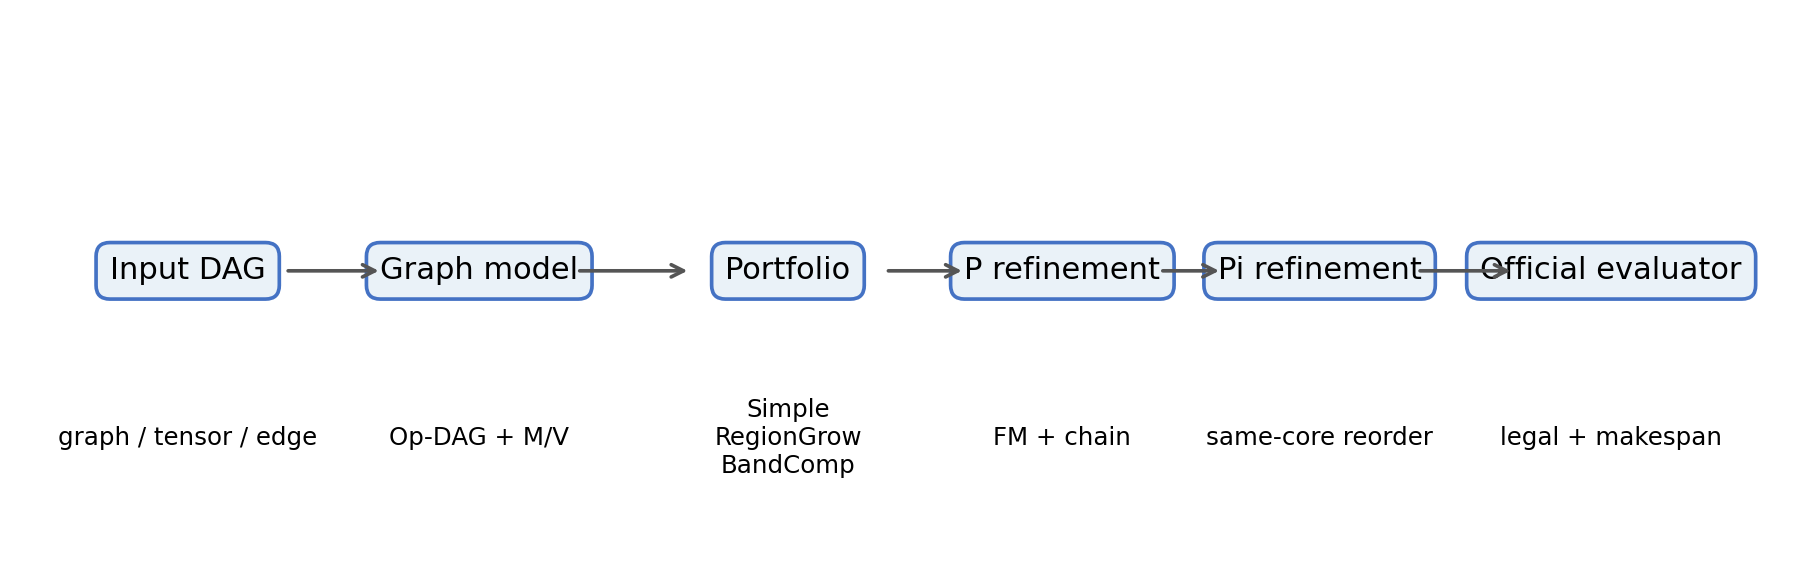 Input DAG
Graph model
Portfolio
P refinement
Pi refinement
Official evaluator
graph / tensor / edge
Op-DAG + M/V
Simple
RegionGrow
BandComp
FM + chain
same-core reorder
legal + makespan